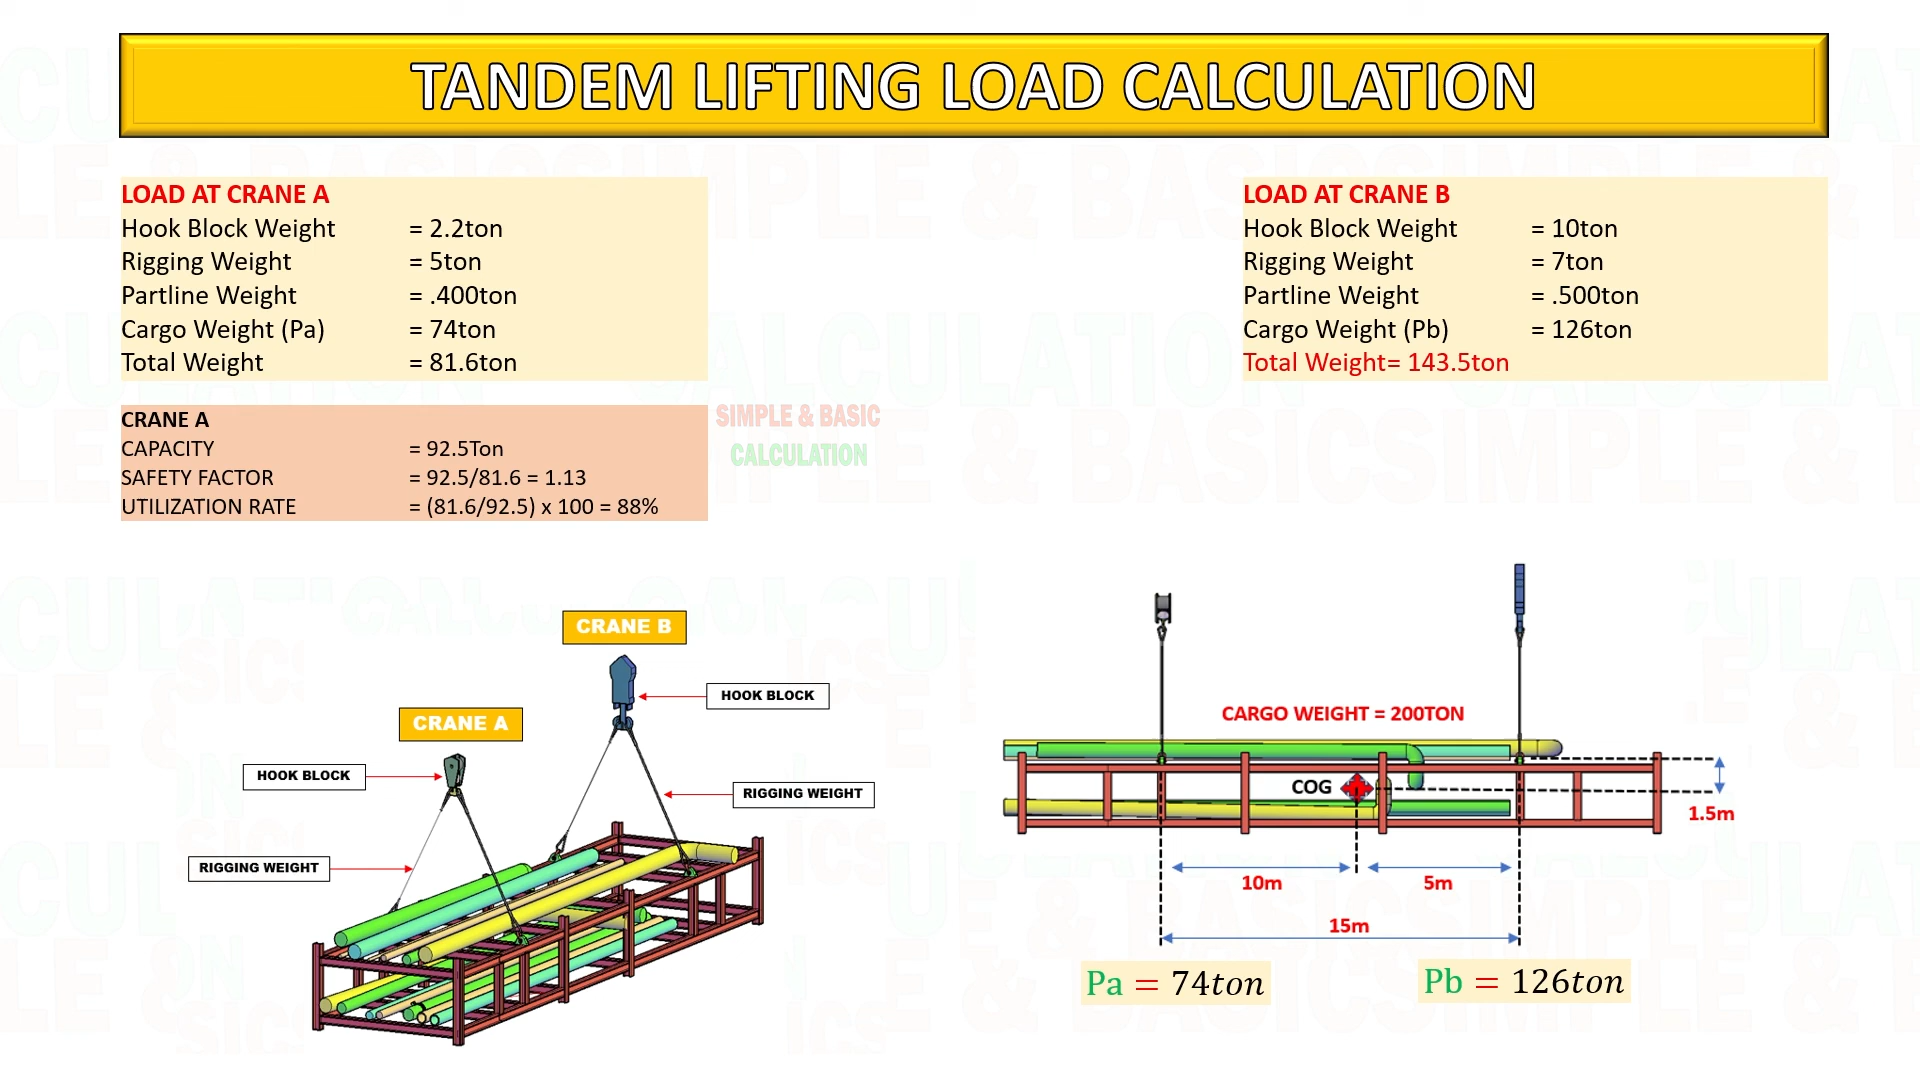 TANDEM LIFTING LOAD CALCULATION
LOAD AT CRANE A
Hook Block Weight = 2.2ton
Rigging Weight = 5ton
Partline Weight = .400ton
Cargo Weight (Pa) = 74ton
Total Weight = 81.6ton
LOAD AT CRANE B
Hook Block Weight = 10ton
Rigging Weight = 7ton
Partline Weight = .500ton
Cargo Weight (Pb) = 126ton
Total Weight= 143.5ton
CRANE A
CAPACITY = 92.5Ton
SAFETY FACTOR = 92.5/81.6 = 1.13
UTILIZATION RATE = (81.6/92.5) x 100 = 88%
SIMPLE & BASIC
CALCULATION
CRANE B
HOOK BLOCK
CRANE A
HOOK BLOCK
RIGGING WEIGHT
RIGGING WEIGHT
CARGO WEIGHT = 200TON
COG
1.5m
10m
5m
15m
Pa = 74ton
Pb = 126ton